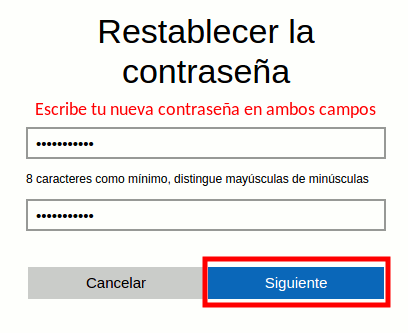 Restablecer la
contraseña
Escribe tu nueva contraseña en ambos campos
•••••••••••
8 caracteres como mínimo, distingue mayúsculas de minúsculas
•••••••••••
Cancelar
Siguiente